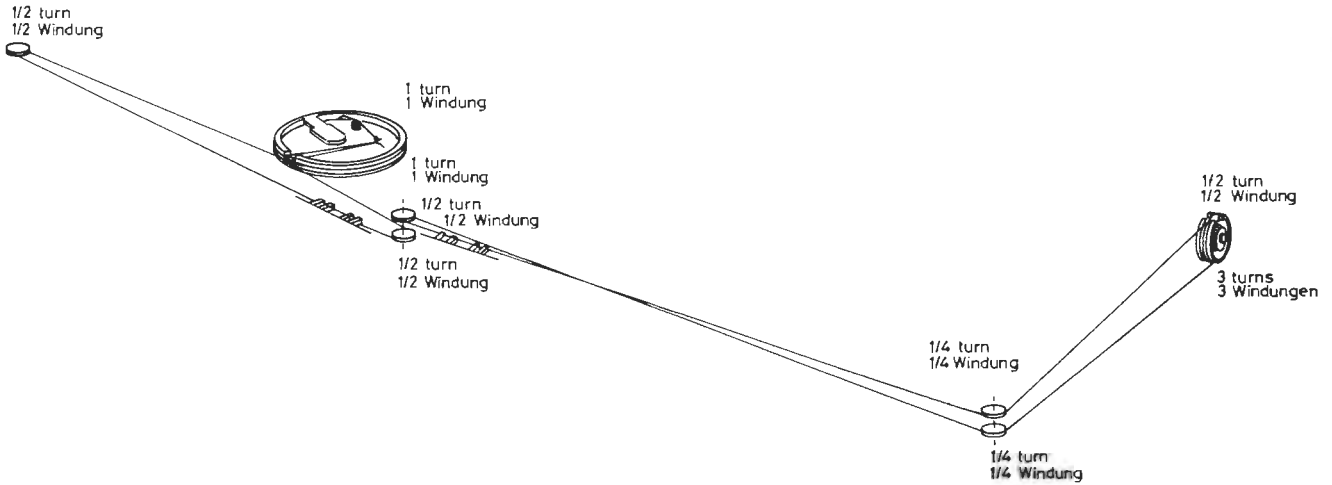 1/2 turn
1/2 Windung
1 turn
1 Windung
1 turn
1 Windung
1/2 turn
1/2 Windung
1/2 turn
1/2 Windung
1/2 turn
1/2 Windung
3 turns
3 Windungen
1/4 turn
1/4 Windung
1/4 turn
1/4 Windung